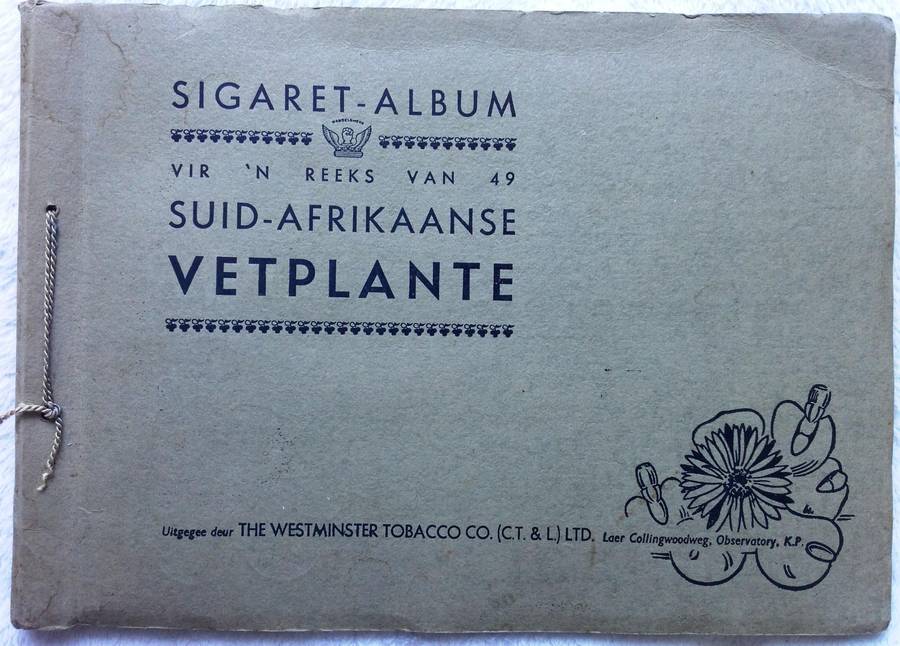 SIGARET-ALBUM
HANDELSMERK
VIR 'N REEKS VAN 49
SUID-AFRIKAANSE
VETPLANTE
Uitgegee deur THE WESTMINSTER TOBACCO CO. (C.T. & L.) LTD. Laer Collingwoodweg, Observatory, K.P.